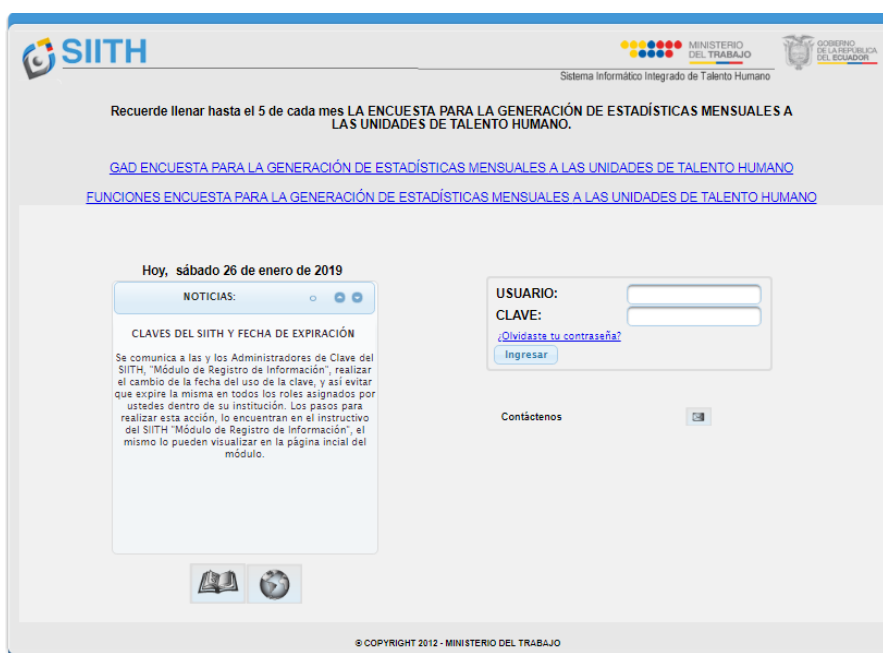 SIITH
MINISTERIO
DEL TRABAJO
GOBIERNO
DE LA REPÚBLICA
DEL ECUADOR
Sistema Informático Integrado de Talento Humano
Recuerde llenar hasta el 5 de cada mes LA ENCUESTA PARA LA GENERACIÓN DE ESTADÍSTICAS MENSUALES A
LAS UNIDADES DE TALENTO HUMANO.
GAD ENCUESTA PARA LA GENERACIÓN DE ESTADÍSTICAS MENSUALES A LAS UNIDADES DE TALENTO HUMANO
FUNCIONES ENCUESTA PARA LA GENERACIÓN DE ESTADÍSTICAS MENSUALES A LAS UNIDADES DE TALENTO HUMANO
Hoy, sábado 26 de enero de 2019
NOTICIAS:
CLAVES DEL SIITH Y FECHA DE EXPIRACIÓN
Se comunica a las y los Administradores de Clave del
SIITH, "Módulo de Registro de Información", realizar
el cambio de la fecha del uso de la clave, y así evitar
que expire la misma en todos los roles asignados por
ustedes dentro de su institución. Los pasos para
realizar esta acción, lo encuentran en el instructivo
del SIITH "Módulo de Registro de Información", el
mismo lo pueden visualizar en la página incial del
módulo.
USUARIO:
CLAVE:
¿Olvidaste tu contraseña?
Ingresar
Contáctenos
© COPYRIGHT 2012 - MINISTERIO DEL TRABAJO